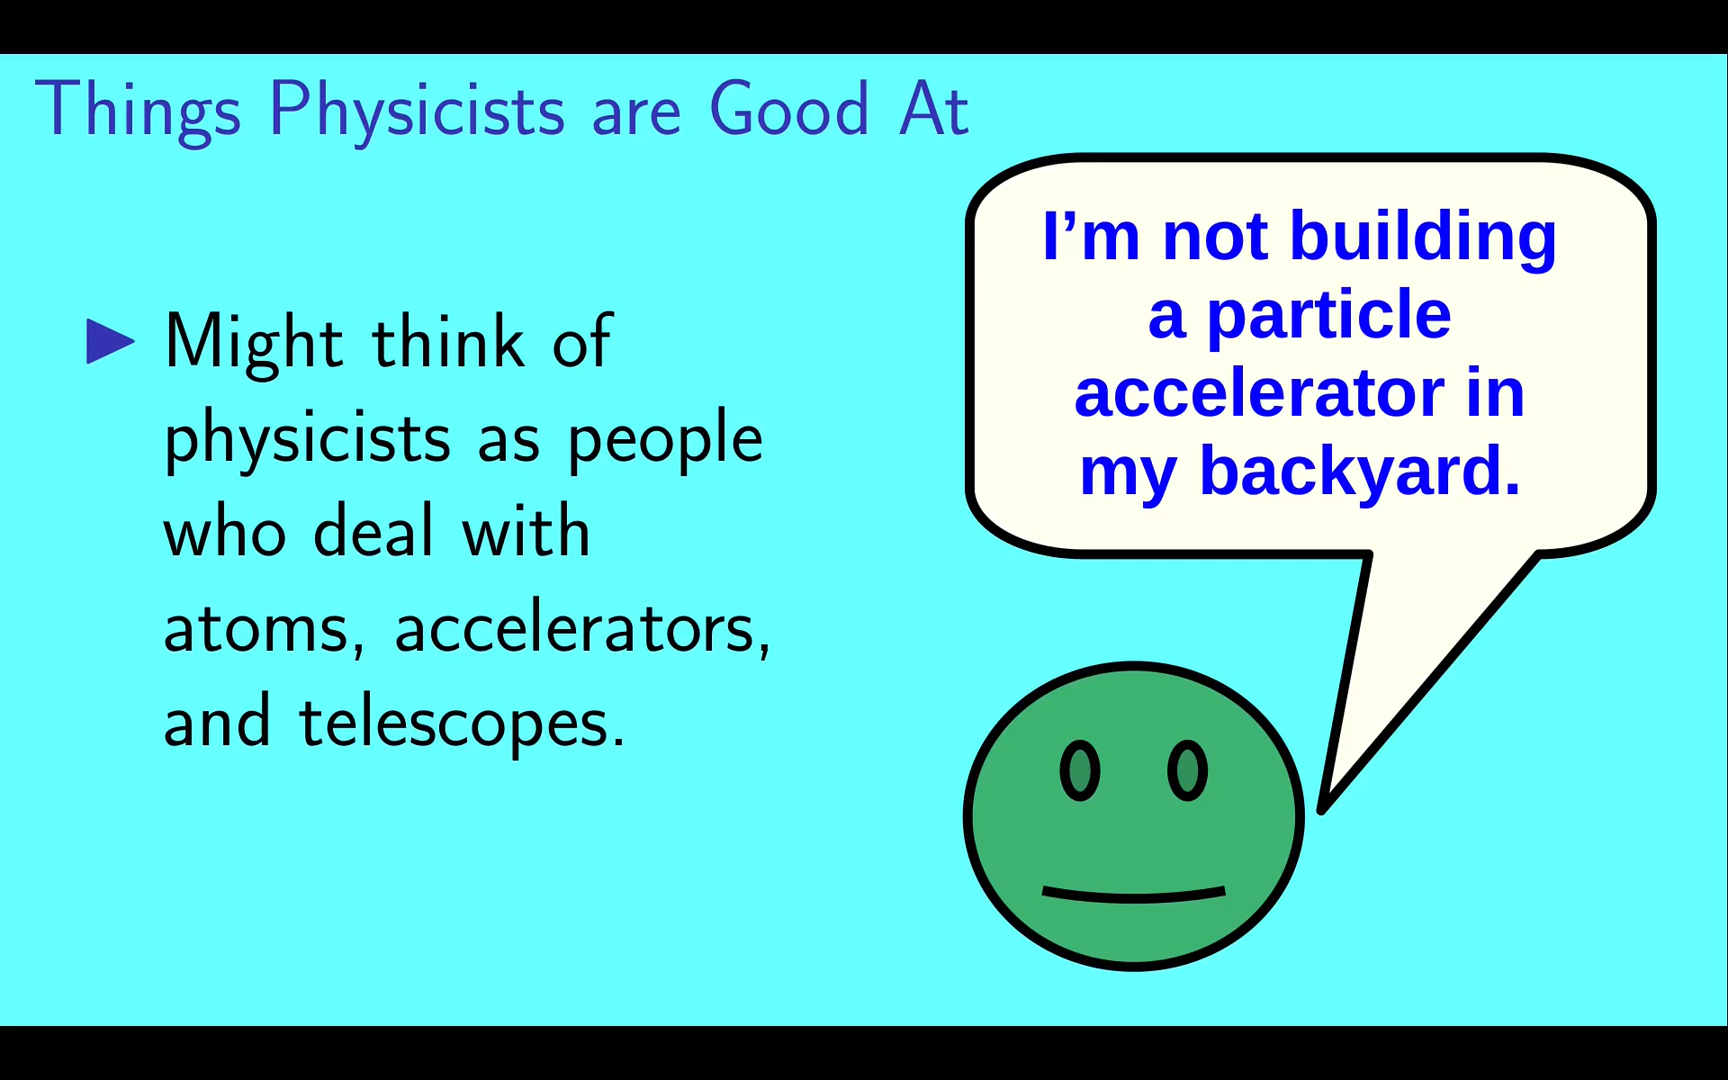 Things Physicists are Good At
Might think of
physicists as people
who deal with
atoms, accelerators,
and telescopes.
I’m not building
a particle
accelerator in
my backyard.